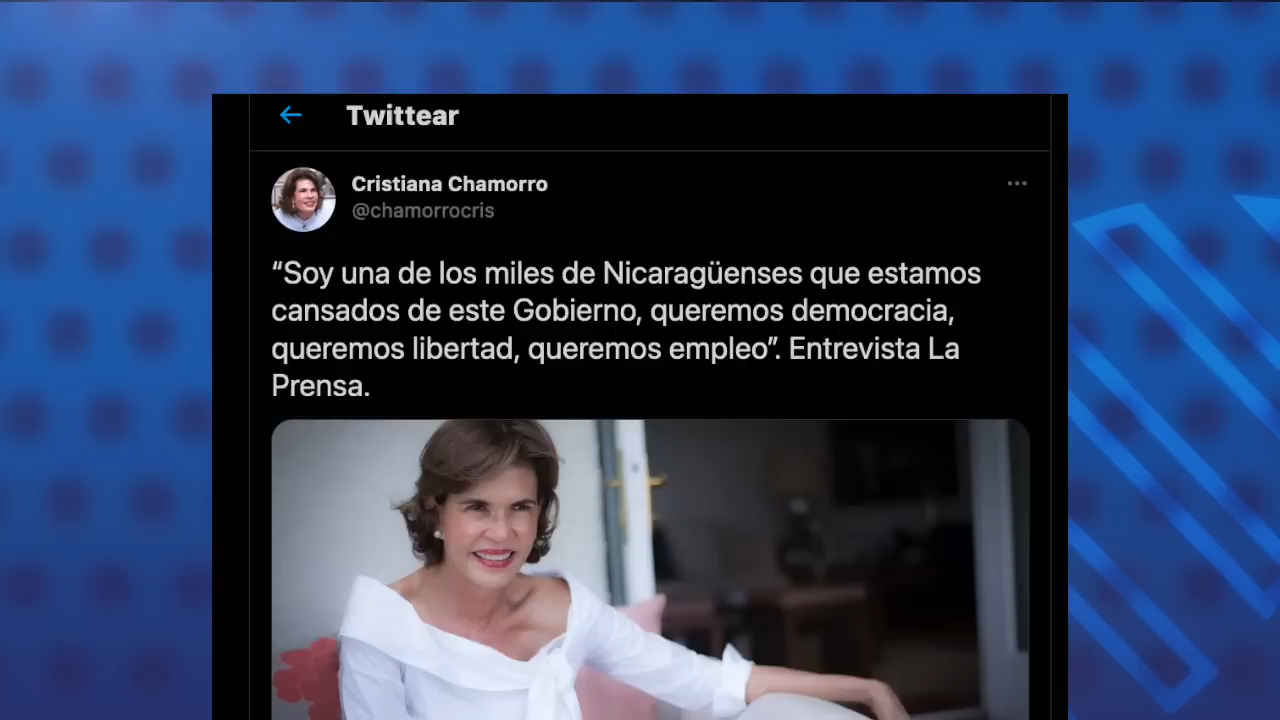 Twittear
Cristiana Chamorro
@chamorrocris
“Soy una de los miles de Nicaragüenses que estamos
cansados de este Gobierno, queremos democracia,
queremos libertad, queremos empleo”. Entrevista La
Prensa.